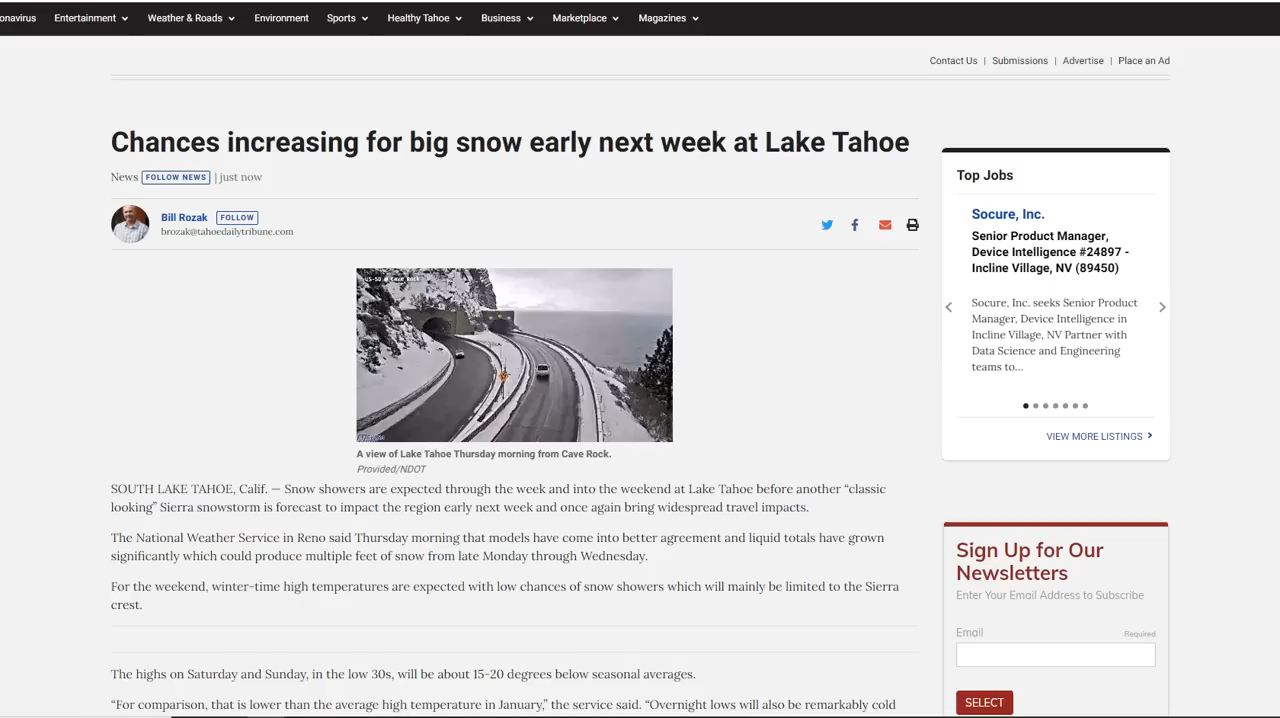 onavirus Entertainment Weather & Roads Environment Sports Healthy Tahoe Business Marketplace Magazines
Contact Us | Submissions | Advertise | Place an Ad
Chances increasing for big snow early next week at Lake Tahoe
News FOLLOW NEWS | just now
Bill Rozak FOLLOW
brozak@tahoedailytribune.com
US-50 @ Cave Rock
A view of Lake Tahoe Thursday morning from Cave Rock.
Provided/NDOT
SOUTH LAKE TAHOE, Calif. — Snow showers are expected through the week and into the weekend at Lake Tahoe before another “classic
looking” Sierra snowstorm is forecast to impact the region early next week and once again bring widespread travel impacts.
The National Weather Service in Reno said Thursday morning that models have come into better agreement and liquid totals have grown
significantly which could produce multiple feet of snow from late Monday through Wednesday.
For the weekend, winter-time high temperatures are expected with low chances of snow showers which will mainly be limited to the Sierra
crest.
The highs on Saturday and Sunday, in the low 30s, will be about 15-20 degrees below seasonal averages.
“For comparison, that is lower than the average high temperature in January,” the service said. “Overnight lows will also be remarkably cold
Top Jobs
Socure, Inc.
Senior Product Manager,
Device Intelligence #24897 -
Incline Village, NV (89450)
Socure, Inc. seeks Senior Product
Manager, Device Intelligence in
Incline Village, NV Partner with
Data Science and Engineering
teams to...
VIEW MORE LISTINGS
Sign Up for Our
Newsletters
Enter Your Email Address to Subscribe
Email Required
SELECT